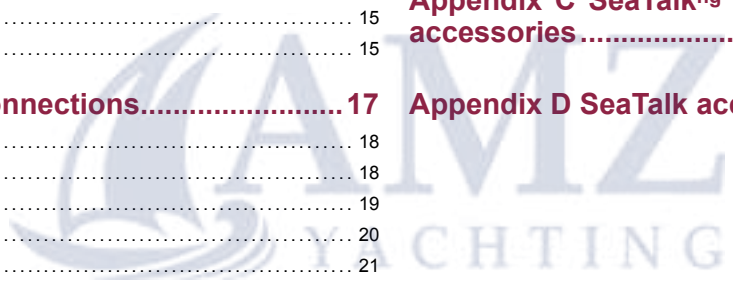 ........................................... 15
........................................... 15
onnections......................... 17
........................................... 18
........................................... 18
........................................... 19
........................................... 20
........................................... 21
Appendix C SeaTalkng
accessories...................
Appendix D SeaTalk acc
AMZ
YACHTING